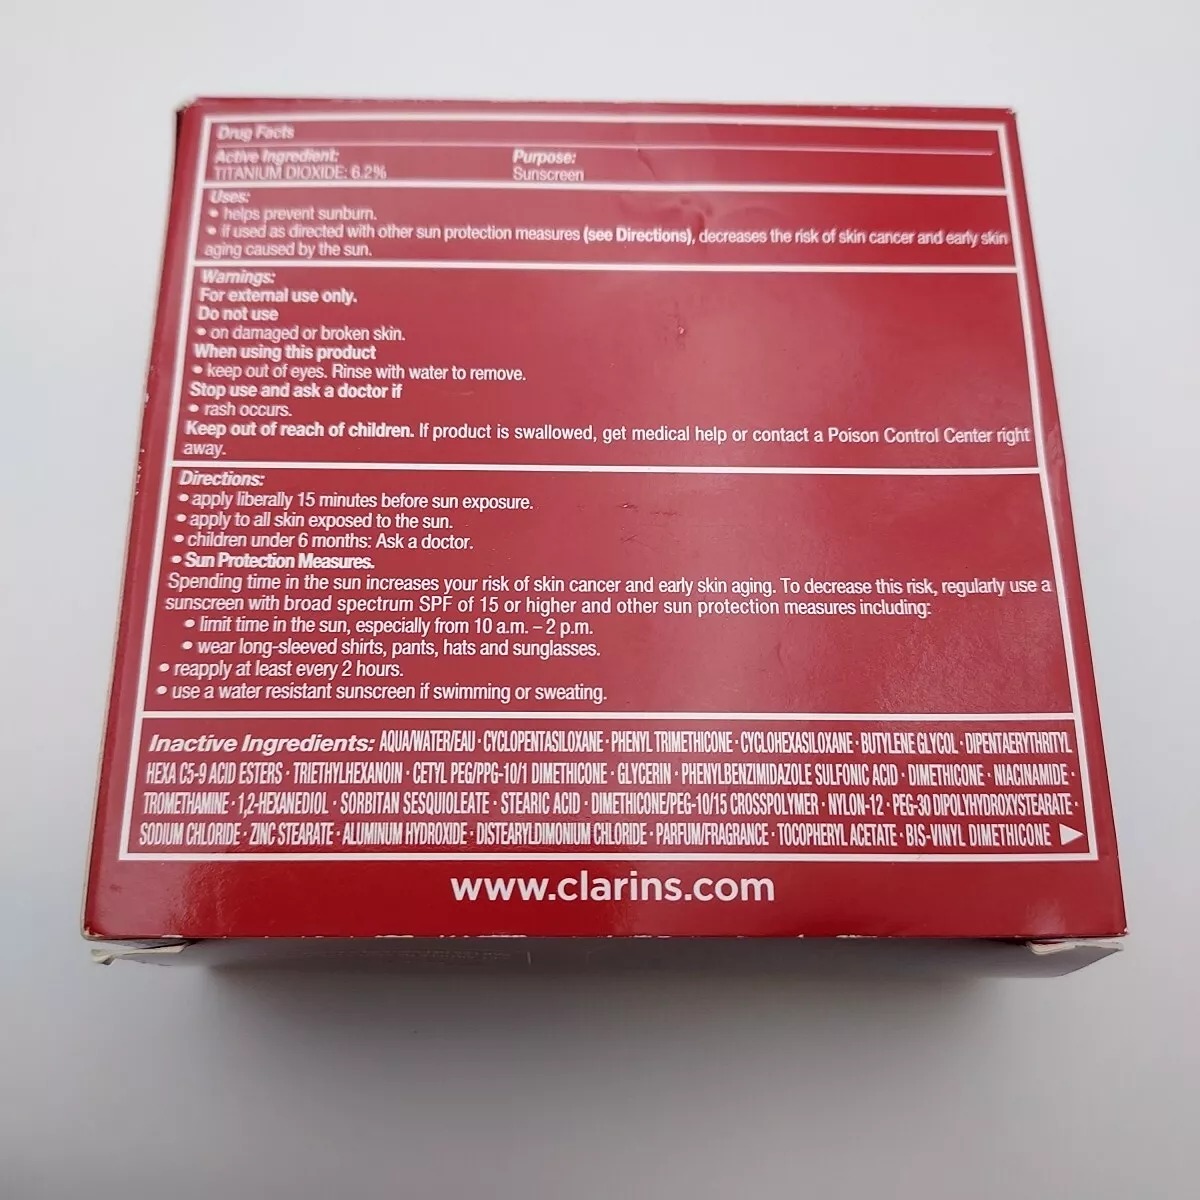 Drug Facts
Active Ingredient: Purpose:
TITANIUM DIOXIDE: 6.2% Sunscreen
Uses:
• helps prevent sunburn.
• if used as directed with other sun protection measures (see Directions), decreases the risk of skin cancer and early skin
aging caused by the sun.
Warnings:
For external use only.
Do not use
• on damaged or broken skin.
When using this product
• keep out of eyes. Rinse with water to remove.
Stop use and ask a doctor if
• rash occurs.
Keep out of reach of children. If product is swallowed, get medical help or contact a Poison Control Center right
away.
Directions:
• apply liberally 15 minutes before sun exposure.
• apply to all skin exposed to the sun.
• children under 6 months: Ask a doctor.
• Sun Protection Measures.
Spending time in the sun increases your risk of skin cancer and early skin aging. To decrease this risk, regularly use a
sunscreen with broad spectrum SPF of 15 or higher and other sun protection measures including:
• limit time in the sun, especially from 10 a.m. – 2 p.m.
• wear long-sleeved shirts, pants, hats and sunglasses.
• reapply at least every 2 hours.
• use a water resistant sunscreen if swimming or sweating.
Inactive Ingredients: AQUA/WATER/EAU · CYCLOPENTASILOXANE · PHENYL TRIMETHICONE · CYCLOHEXASILOXANE · BUTYLENE GLYCOL · DIPENTAERYTHRITYL
HEXA C5-9 ACID ESTERS · TRIETHYLHEXANOIN · CETYL PEG/PPG-10/1 DIMETHICONE · GLYCERIN · PHENYLBENZIMIDAZOLE SULFONIC ACID · DIMETHICONE · NIACINAMIDE ·
TROMETHAMINE · 1,2-HEXANEDIOL · SORBITAN SESQUIOLEATE · STEARIC ACID · DIMETHICONE/PEG-10/15 CROSSPOLYMER · NYLON-12 · PEG-30 DIPOLYHYDROXYSTEARATE ·
SODIUM CHLORIDE · ZINC STEARATE · ALUMINUM HYDROXIDE · DISTEARYLDIMONIUM CHLORIDE · PARFUM/FRAGRANCE · TOCOPHERYL ACETATE · BIS-VINYL DIMETHICONE ▶
www.clarins.com